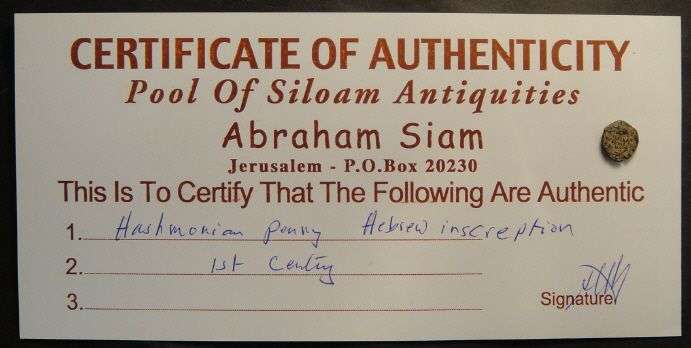 CERTIFICATE OF AUTHENTICITY
Pool Of Siloam Antiquities
Abraham Siam
Jerusalem - P.O.Box 20230
This Is To Certify That The Following Are Authentic
1. Hashmonian penny Hebrew inscreption
2. 1st Centry
3.
Signature